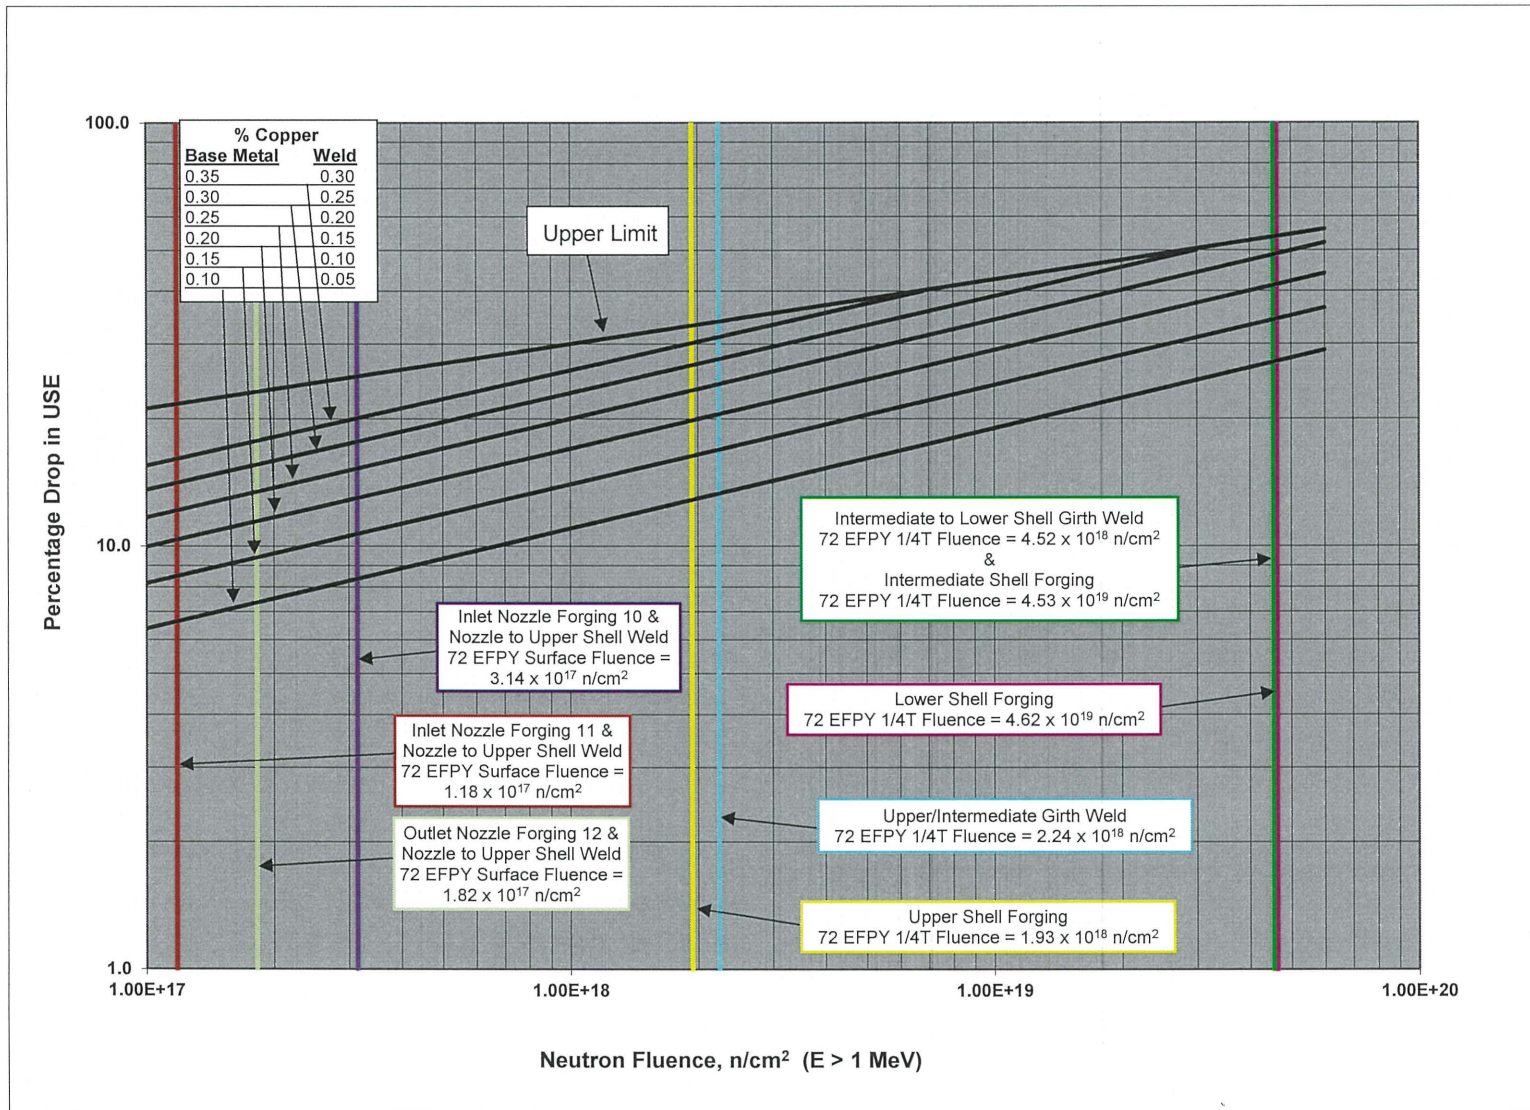 100.0
% Copper
Base Metal Weld
0.35 0.30
0.30 0.25
0.25 0.20
0.20 0.15
0.15 0.10
0.10 0.05
Upper Limit
Percentage Drop in USE
10.0
Intermediate to Lower Shell Girth Weld
72 EFPY 1/4T Fluence = 4.52 x 10¹⁸ n/cm²
&
Intermediate Shell Forging
72 EFPY 1/4T Fluence = 4.53 x 10¹⁹ n/cm²
Inlet Nozzle Forging 10 &
Nozzle to Upper Shell Weld
72 EFPY Surface Fluence =
3.14 x 10¹⁷ n/cm²
Lower Shell Forging
72 EFPY 1/4T Fluence = 4.62 x 10¹⁹ n/cm²
Inlet Nozzle Forging 11 &
Nozzle to Upper Shell Weld
72 EFPY Surface Fluence =
1.18 x 10¹⁷ n/cm²
Upper/Intermediate Girth Weld
72 EFPY 1/4T Fluence = 2.24 x 10¹⁸ n/cm²
Outlet Nozzle Forging 12 &
Nozzle to Upper Shell Weld
72 EFPY Surface Fluence =
1.82 x 10¹⁷ n/cm²
Upper Shell Forging
72 EFPY 1/4T Fluence = 1.93 x 10¹⁸ n/cm²
1.0
1.00E+17 1.00E+18 1.00E+19 1.00E+20
Neutron Fluence, n/cm² (E > 1 MeV)